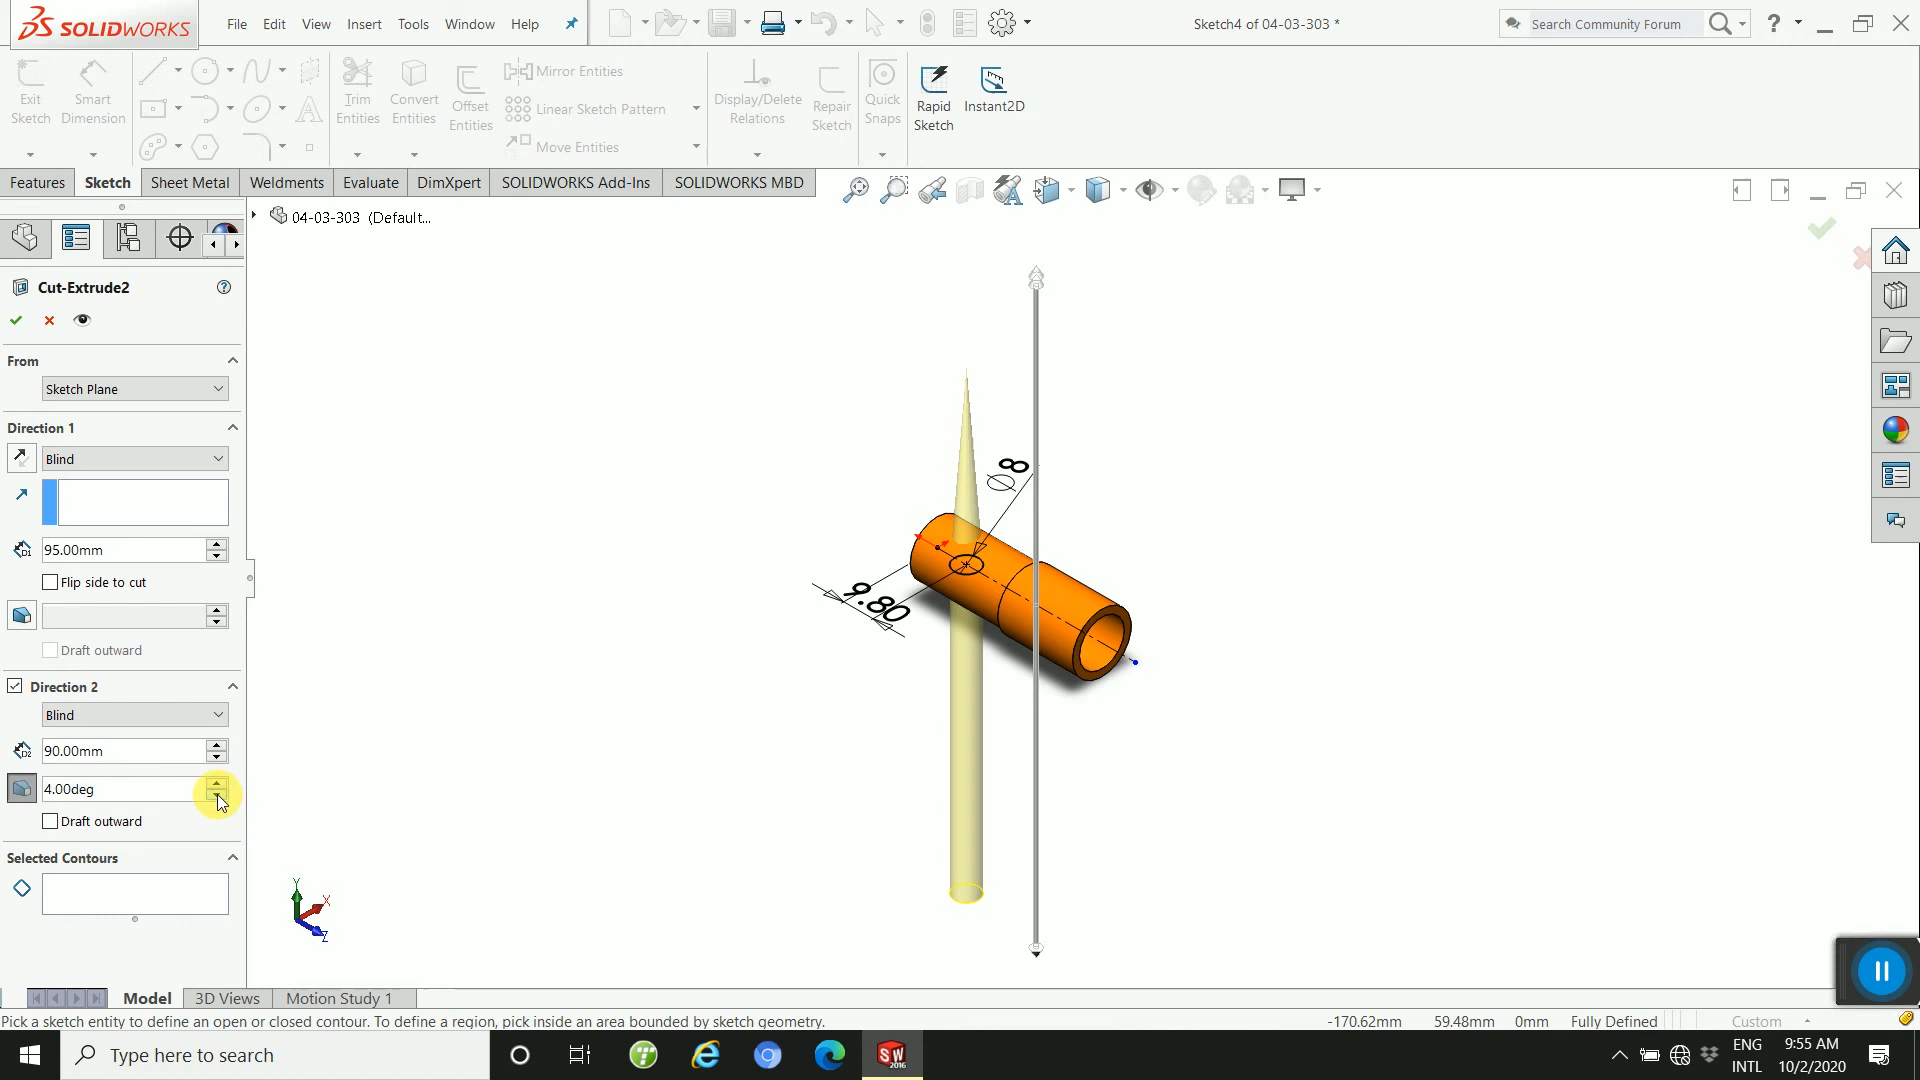 SOLIDWORKS
File Edit View Insert Tools Window Help
Sketch4 of 04-03-303 *
Search Community Forum
Exit Sketch
Smart Dimension
Trim Entities
Convert Entities
Offset Entities
Mirror Entities
Linear Sketch Pattern
Move Entities
Display/Delete Relations
Repair Sketch
Quick Snaps
Rapid Sketch
Instant2D
Features Sketch Sheet Metal Weldments Evaluate DimXpert SOLIDWORKS Add-Ins SOLIDWORKS MBD
04-03-303 (Default...
Cut-Extrude2
From
Sketch Plane
Direction 1
Blind
D1
95.00mm
Flip side to cut
Draft outward
Direction 2
Blind
D2
90.00mm
4.00deg
Draft outward
Selected Contours
∅8
9.80
Y
X
Z
Model 3D Views Motion Study 1
Pick a sketch entity to define an open or closed contour. To define a region, pick inside an area bounded by sketch geometry.
-170.62mm 59.48mm 0mm Fully Defined Custom
Type here to search
SW 2016
ENG INTL
9:55 AM
10/2/2020